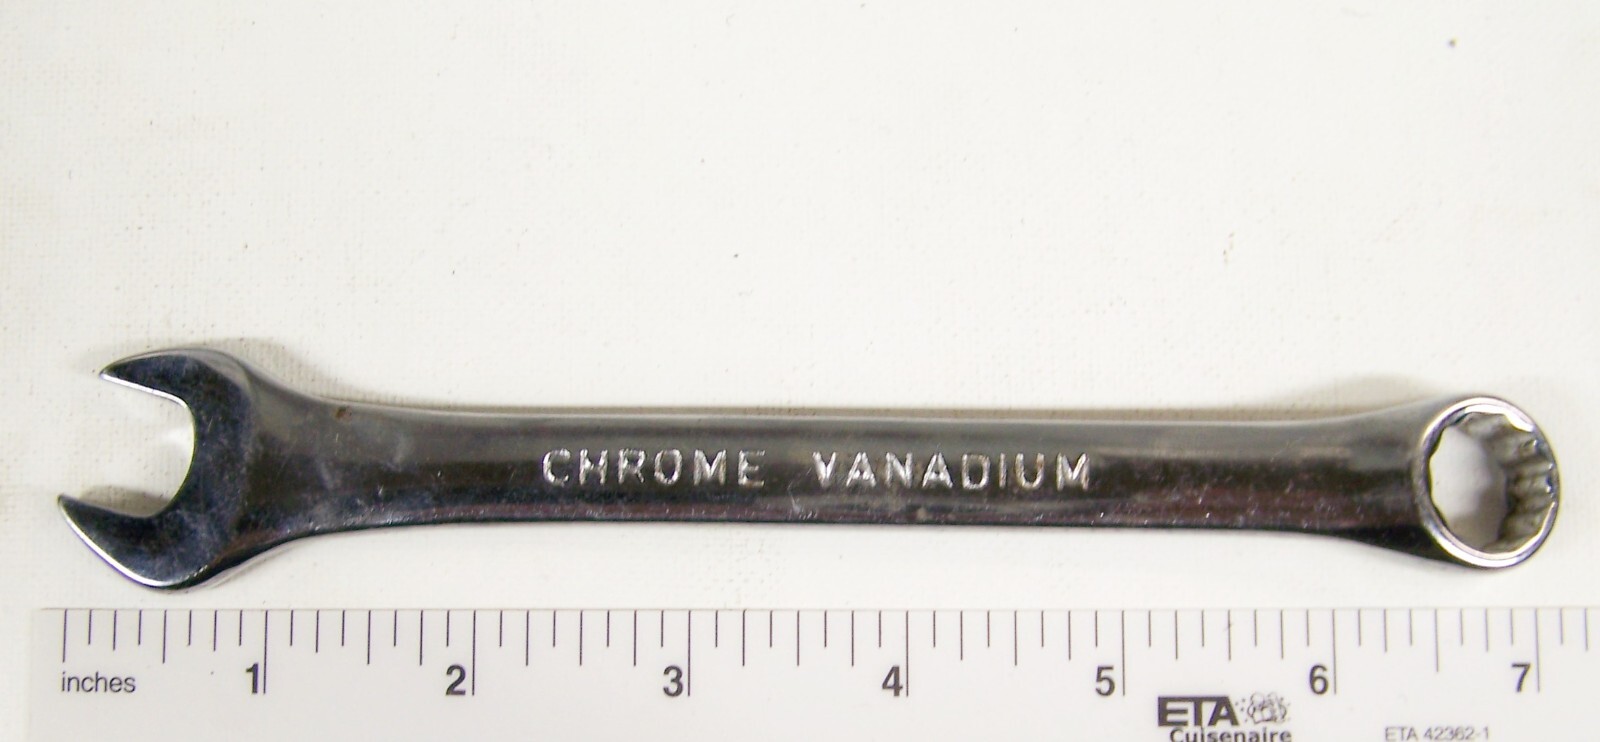 CHROME VANADIUM
1 2 3 4 5 6 7
inches
ETA
Cuisenaire
ETA 42362-1